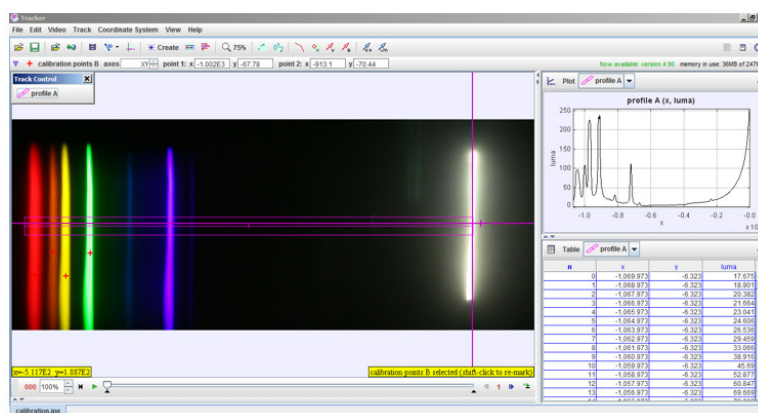 Tracker
File Edit Video Track Coordinate System View Help
Create 75%
Now available: version 4.90 memory in use: 36MB of 247M
calibration points B axes XY point 1: x -1.002E3 y -67.78 point 2: x -913.1 y -70.44
Track Control
profile A
Plot profile A
profile A (x, luma)
250
200
150
100
50
0
luma
-1.0 -0.8 -0.6 -0.4 -0.2 -0.0
x
Table profile A
n x y luma
0 -1,069.973 -6.323 17.675
1 -1,068.973 -6.323 18.901
2 -1,067.973 -6.323 20.382
3 -1,066.973 -6.323 21.664
4 -1,065.973 -6.323 23.041
5 -1,064.973 -6.323 24.606
6 -1,063.973 -6.323 26.536
7 -1,062.973 -6.323 29.459
8 -1,061.973 -6.323 33.066
9 -1,060.973 -6.323 38.916
10 -1,059.973 -6.323 45.69
11 -1,058.973 -6.323 52.877
12 -1,057.973 -6.323 60.847
13 -1,056.973 -6.323 69.669
x=-5.117E2 y=1.887E2
calibration points B selected (shift-click to re-mark)
000 100% 1
calibration.jpg